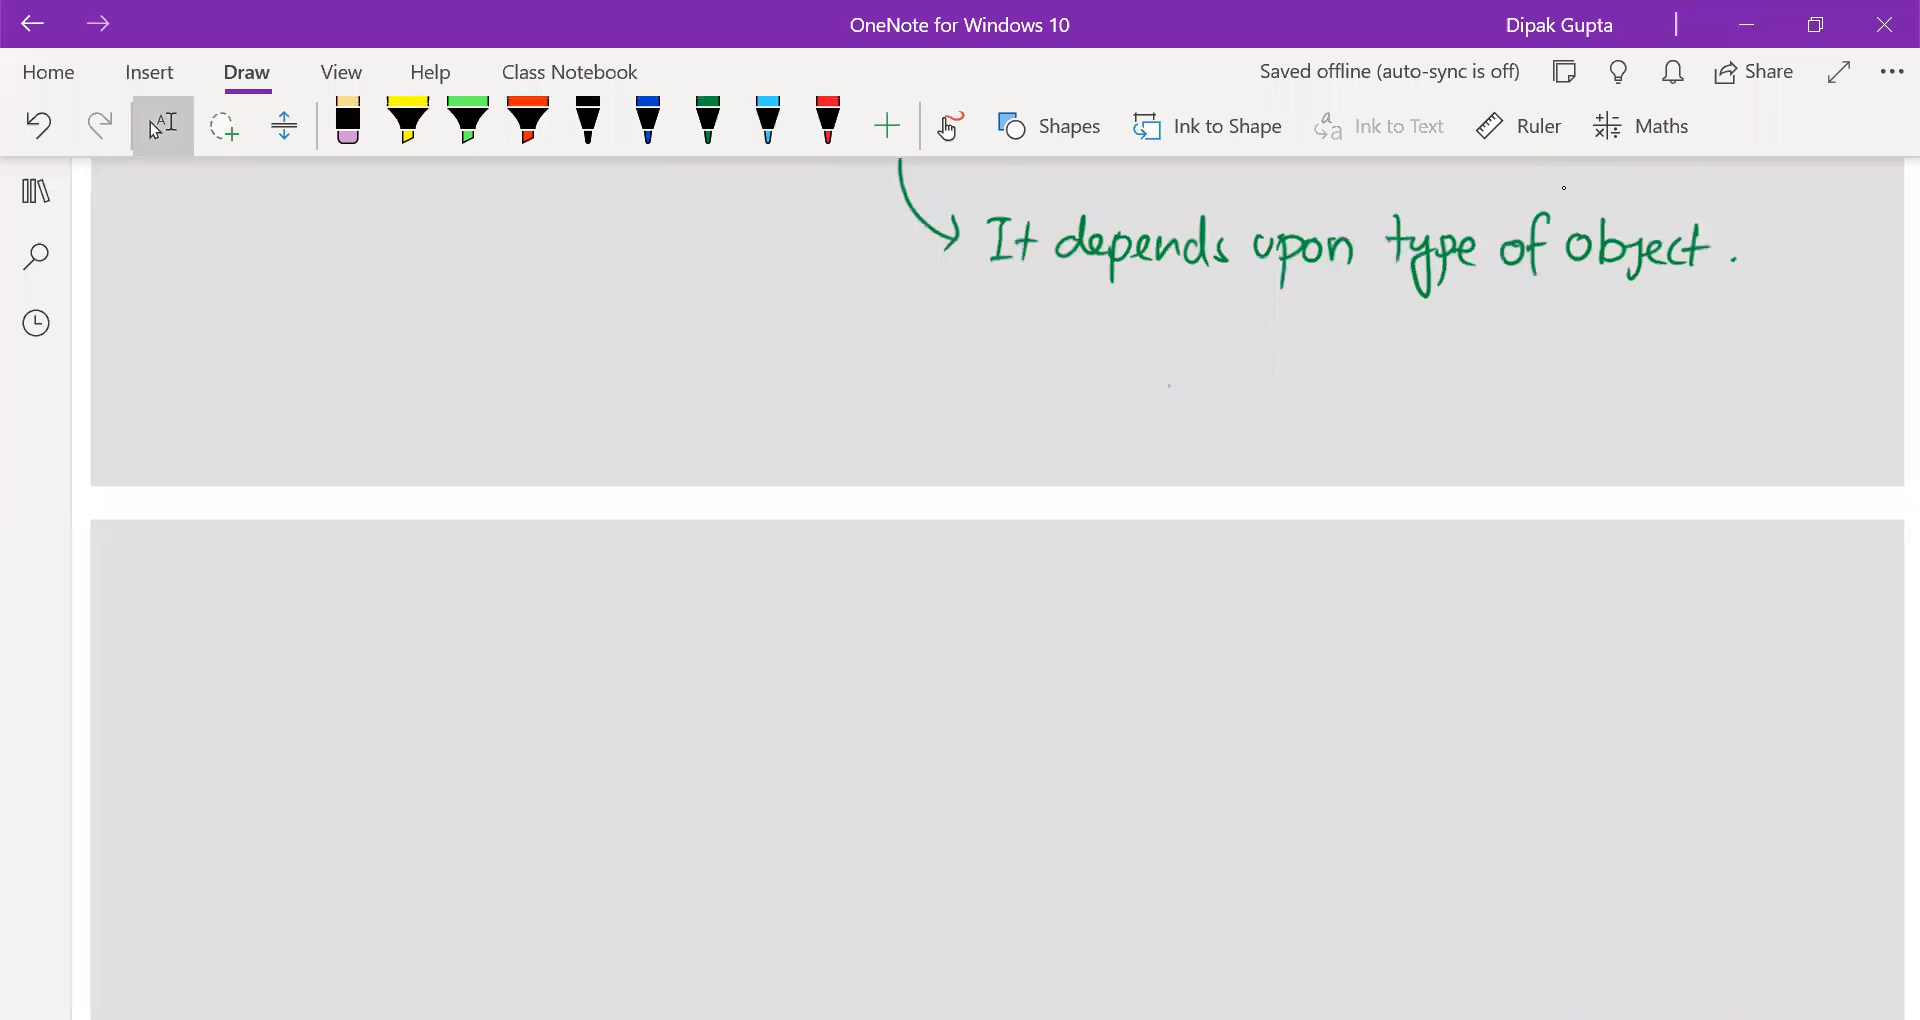 OneNote for Windows 10
Dipak Gupta
Home Insert Draw View Help Class Notebook
Saved offline (auto-sync is off) Share
Shapes Ink to Shape Ink to Text Ruler Maths
It depends upon type of object.